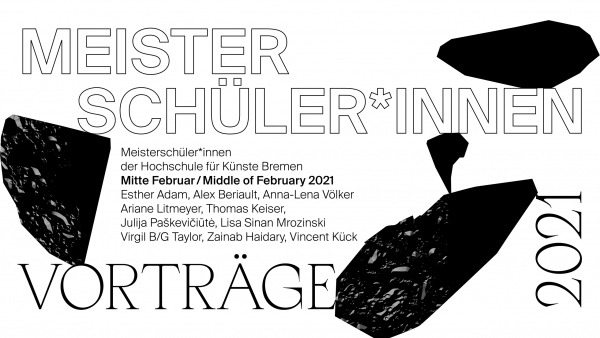 MEISTER
SCHÜLER*INNEN
Meisterschüler*innen
der Hochschule für Künste Bremen
Mitte Februar / Middle of February 2021
Esther Adam, Alex Beriault, Anna-Lena Völker
Ariane Litmeyer, Thomas Keiser,
Julija Paškevičiūtė, Lisa Sinan Mrozinski
Virgil B/G Taylor, Zainab Haidary, Vincent Kück
VORTRÄGE
2021